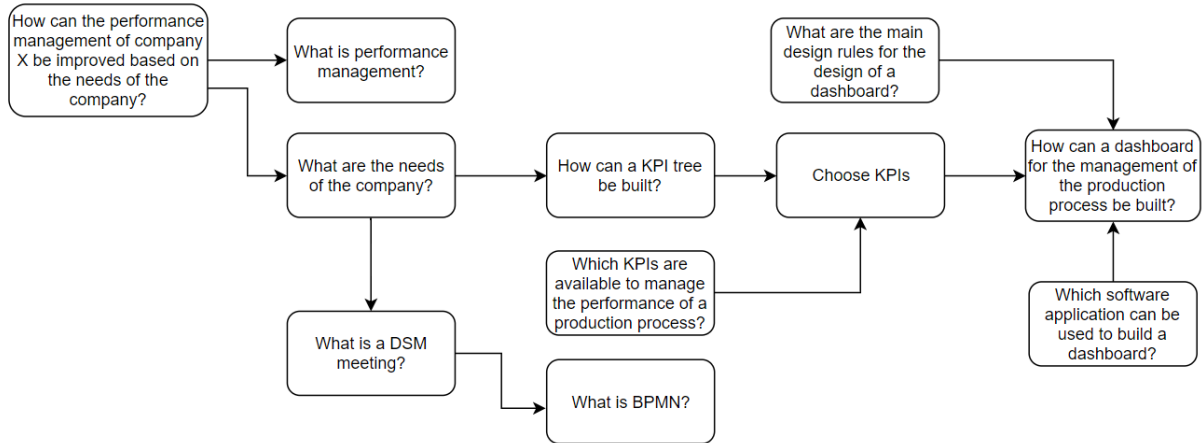 How can the performance
management of company
X be improved based on
the needs of the
company?
What is performance
management?
What are the main
design rules for the
design of a
dashboard?
What are the needs
of the company?
How can a KPI tree
be built?
Choose KPIs
How can a dashboard
for the management of
the production
process be built?
Which KPIs are
available to manage
the performance of a
production process?
Which software
application can be
used to build a
dashboard?
What is a DSM
meeting?
What is BPMN?